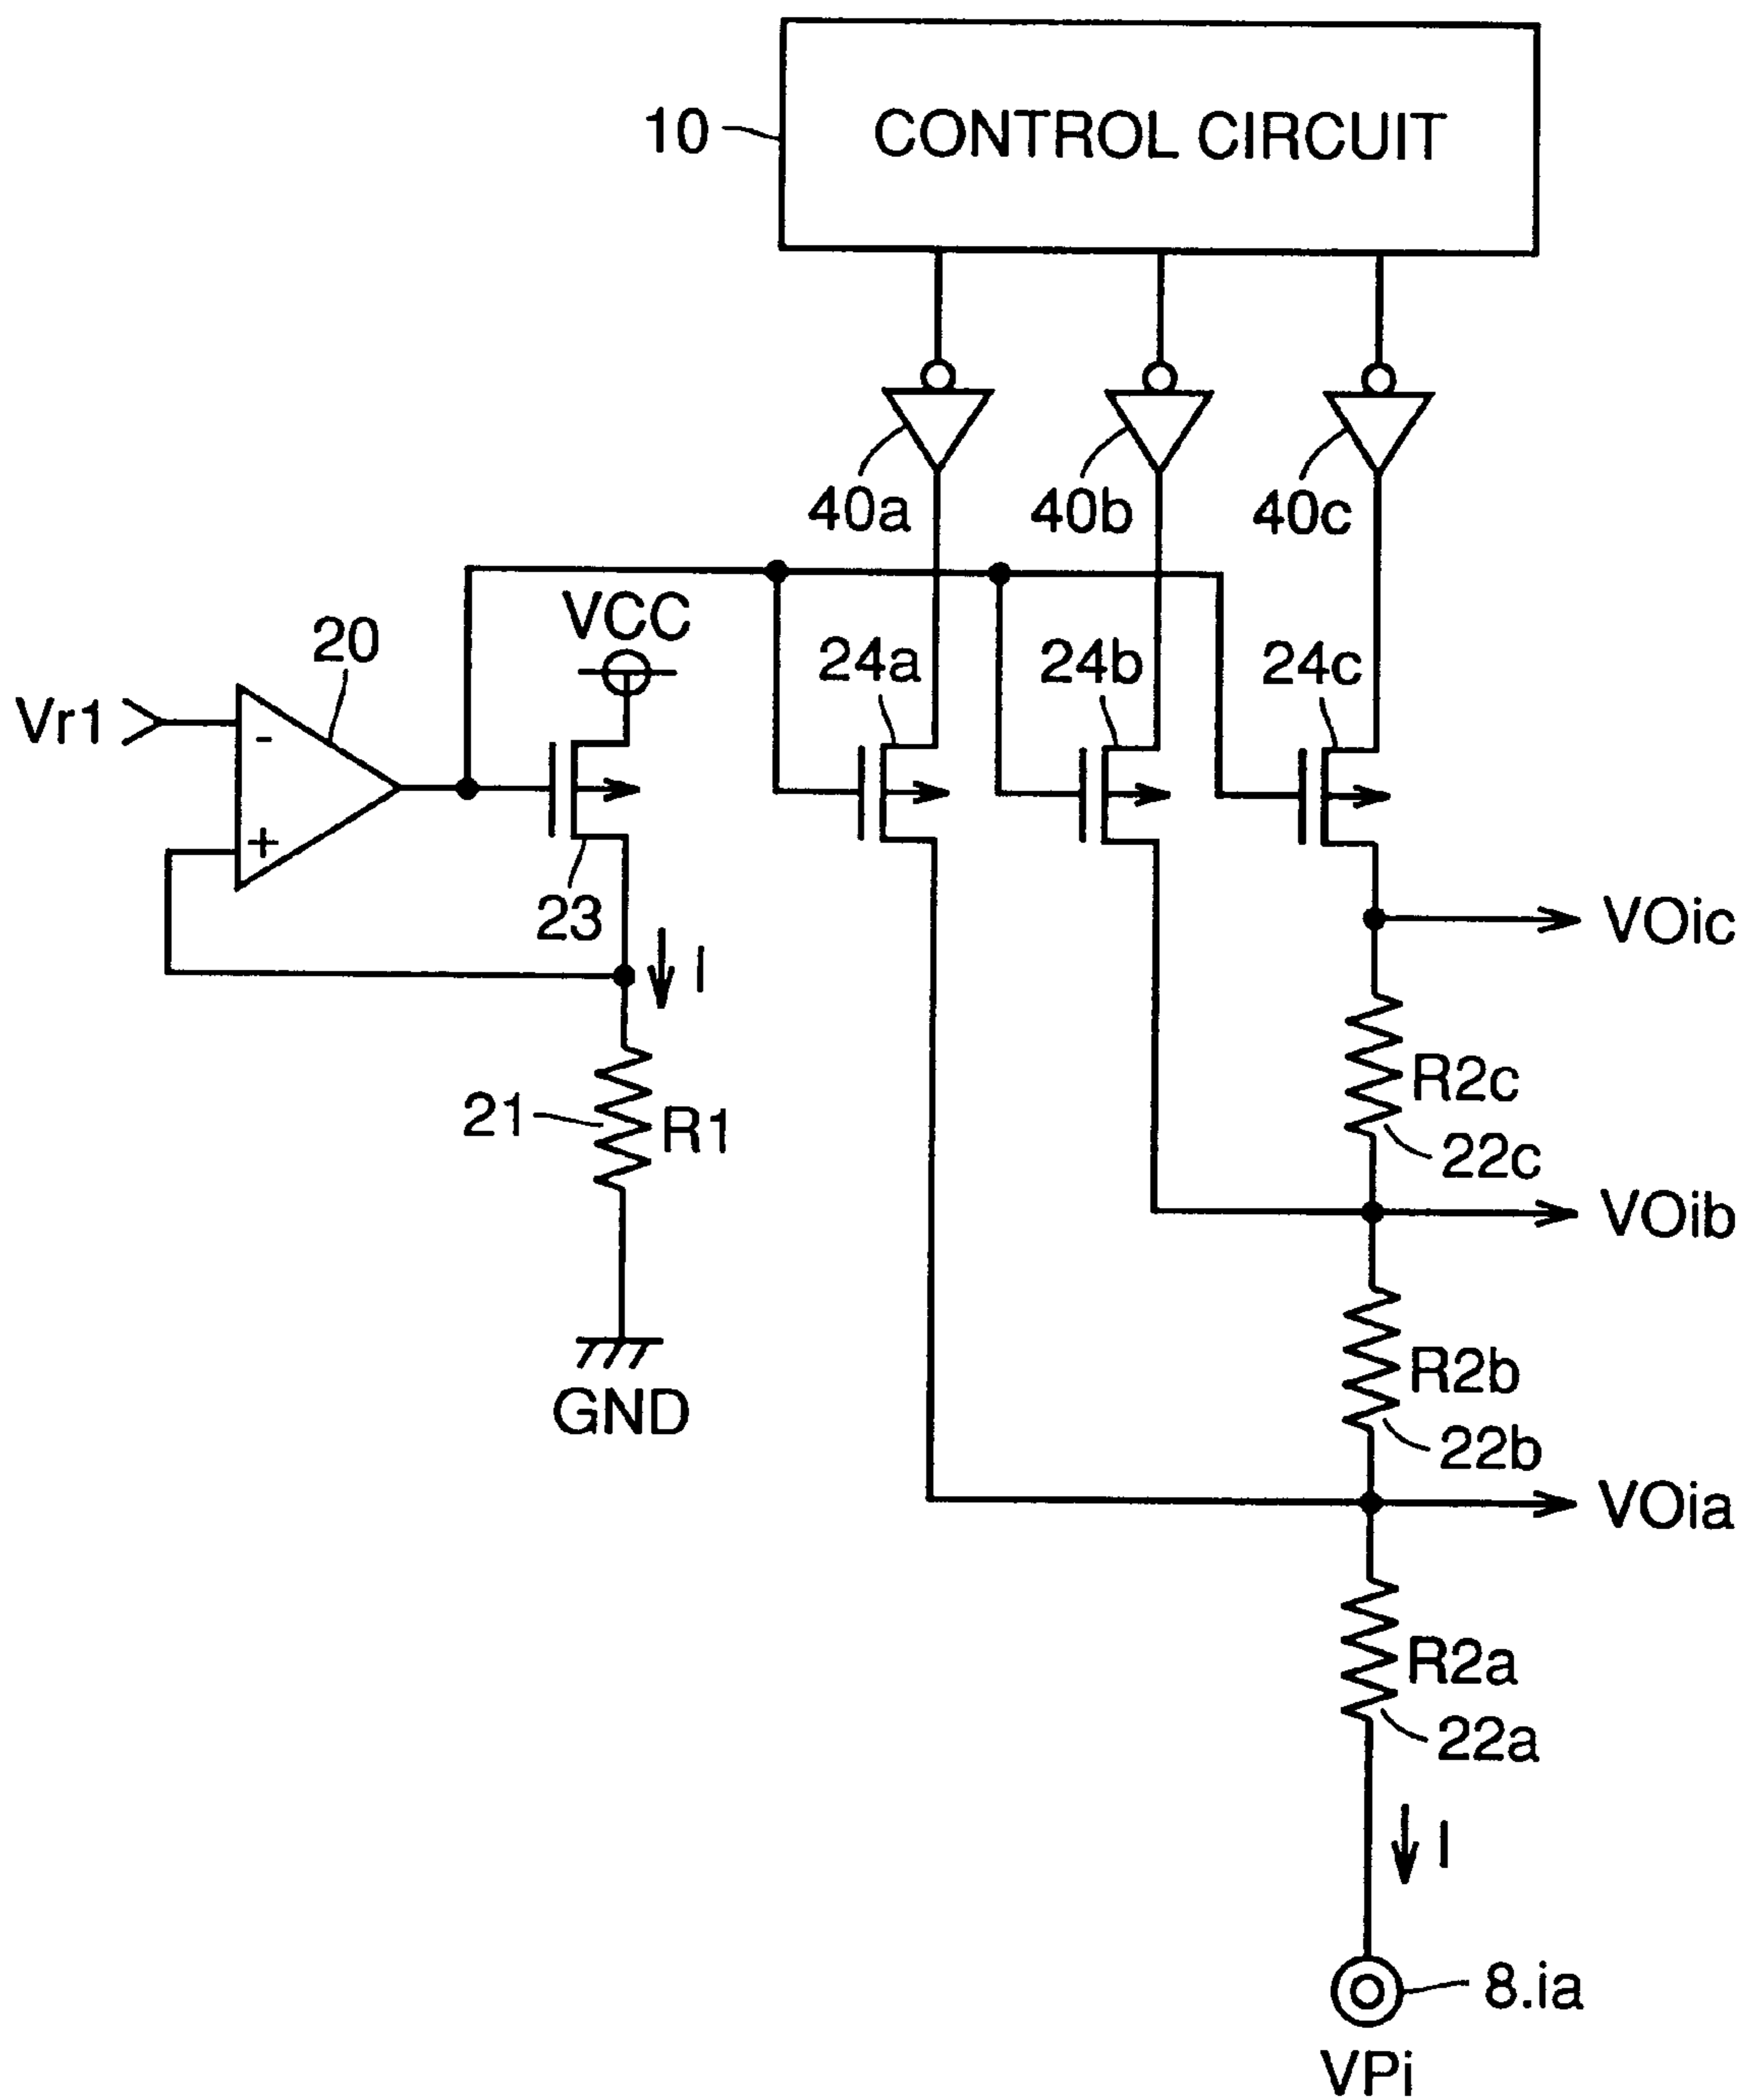 10
CONTROL CIRCUIT
40a
40b
40c
VCC
20
24a
24b
24c
Vr1
-
+
23
VOic
I
R2c
21
R1
22c
VOib
R2b
GND
22b
VOia
R2a
22a
I
8.ia
VPi